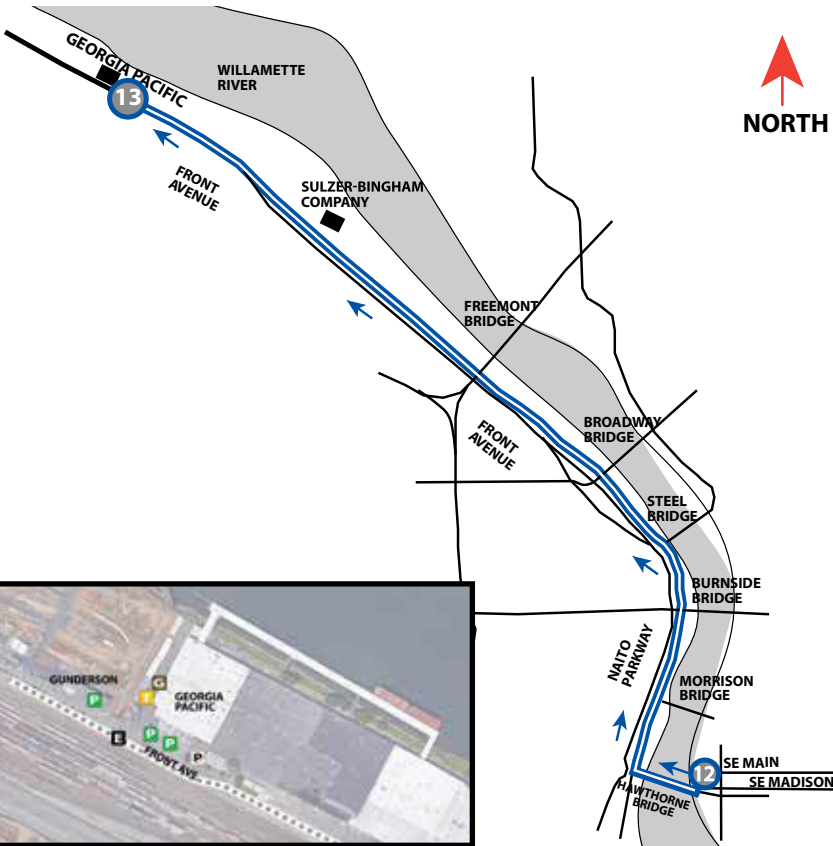 GEORGIA PACIFIC
13
WILLAMETTE
RIVER
NORTH
FRONT
AVENUE
SULZER-BINGHAM
COMPANY
FREEMONT
BRIDGE
BROADWAY
BRIDGE
FRONT
AVENUE
STEEL
BRIDGE
BURNSIDE
BRIDGE
NAITO
PARKWAY
MORRISON
BRIDGE
12
SE MAIN
SE MADISON
HAWTHORNE
BRIDGE
GUNDERSON
P
G
T
GEORGIA
PACIFIC
E
P
P
P
FRONT AVE